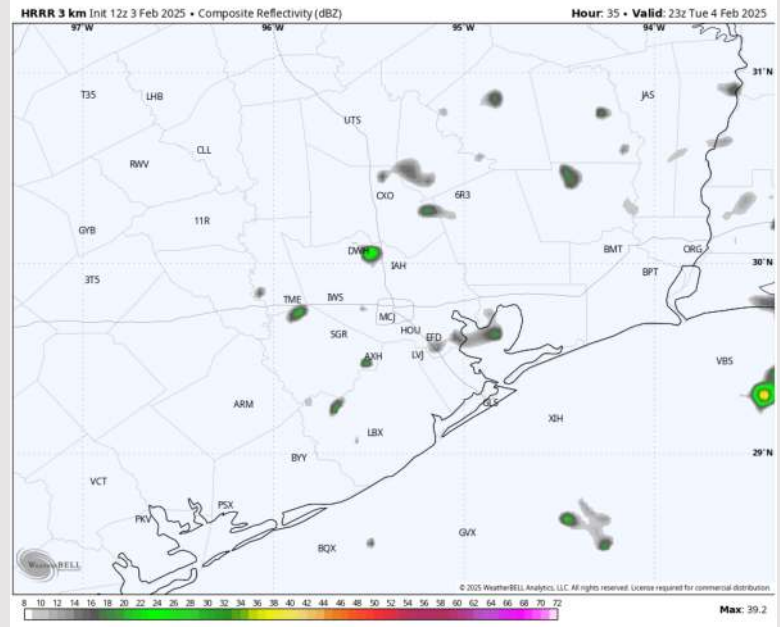 HRRR 3 km Init 12z 3 Feb 2025 • Composite Reflectivity (dBZ) Hour: 35 • Valid: 23z Tue 4 Feb 2025
97°W 96°W 95°W 94°W
31°N
T35 LHB JAS
UTS
CLL
RWV
CXO 6R3
11R
GYB
DWH BMT ORG
30°N
IAH BPT
3T5
TME IWS
MCJ
SGR HOU EFD
AXH LVJ VBS
ARM GLS
XIH
LBX
29°N
BYY
VCT
PSX
PKV
GVX
BQX
WeatherBELL
© 2025 WeatherBELL Analytics, LLC. All rights reserved. License required for commercial distribution.
8 10 12 14 16 18 20 22 24 26 28 30 32 34 36 38 40 42 44 46 48 50 52 54 56 58 60 62 64 66 68 70 72 Max: 39.2